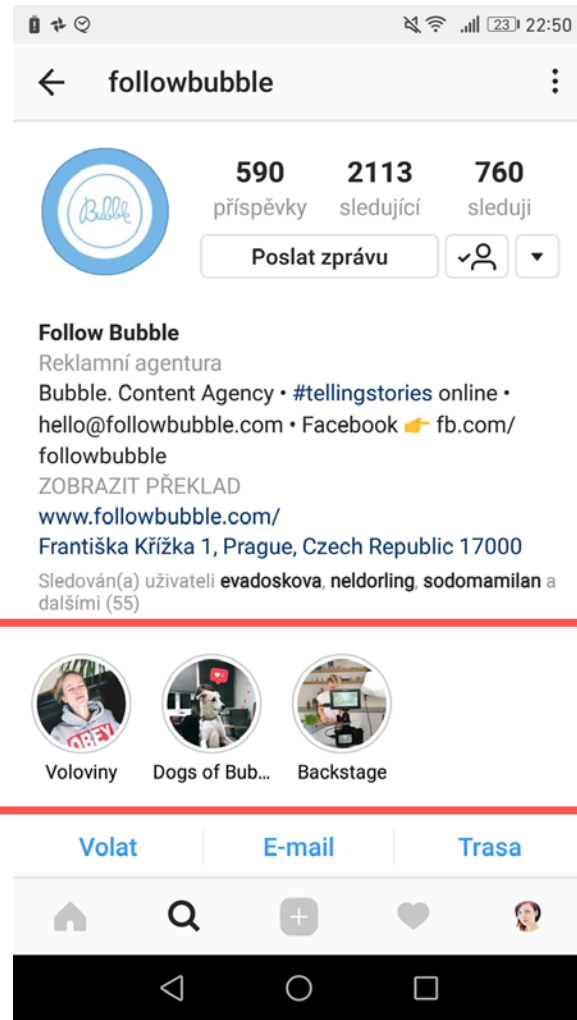 23 22:50
followbubble
590 2113 760
příspěvky sledující sleduji
Bubble
Poslat zprávu
Follow Bubble
Reklamní agentura
Bubble. Content Agency • #tellingstories online •
hello@followbubble.com • Facebook 👉 fb.com/
followbubble
ZOBRAZIT PŘEKLAD
www.followbubble.com/
Františka Křížka 1, Prague, Czech Republic 17000
Sledován(a) uživateli evadoskova, neldorling, sodomamilan a
dalšími (55)
OBEY
Voloviny Dogs of Bub... Backstage
Volat E-mail Trasa